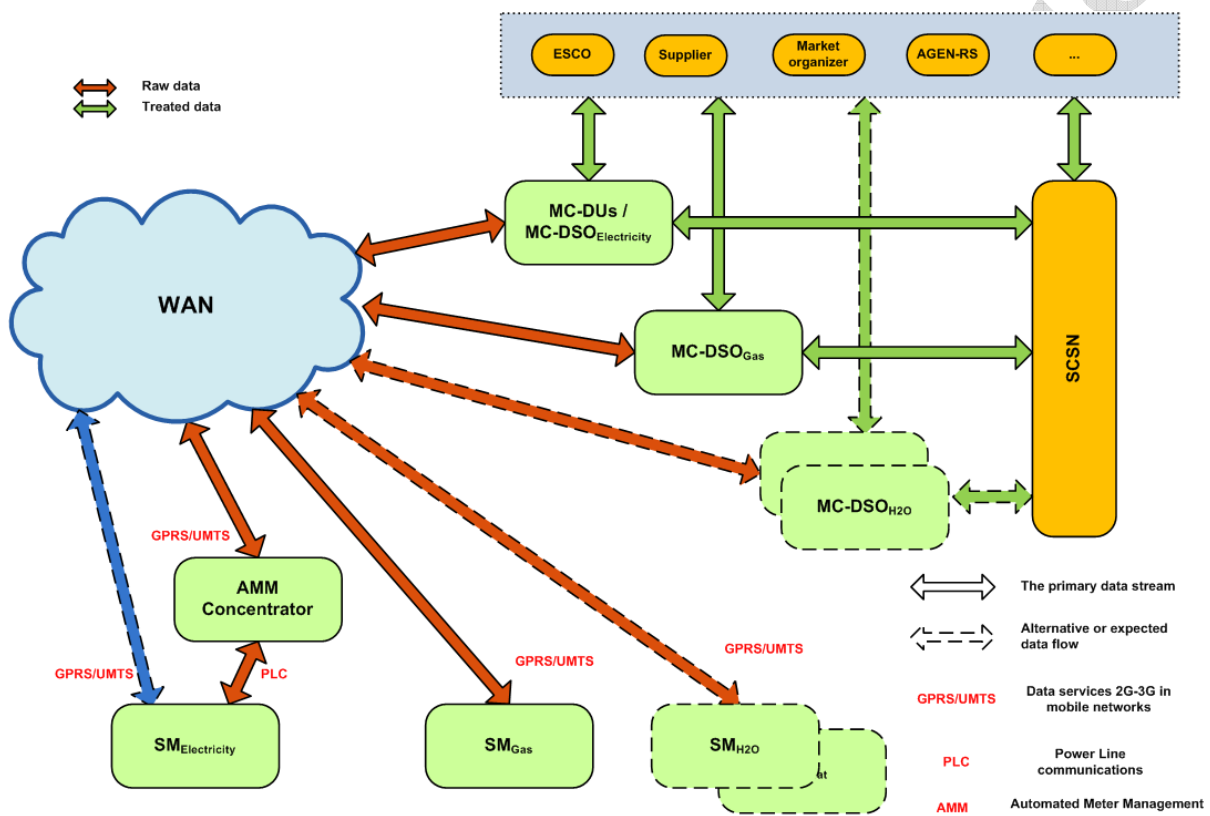 ESCO
Supplier
Market
organizer
AGEN-RS
...
Raw data
Treated data
MC-DUs /
MC-DSOElectricity
WAN
MC-DSOGas
SCSN
MC-DSOH2O
GPRS/UMTS
AMM
Concentrator
The primary data stream
Alternative or expected
data flow
GPRS/UMTS
PLC
GPRS/UMTS
GPRS/UMTS
GPRS/UMTS
Data services 2G-3G in
mobile networks
SMElectricity
SMGas
SMH2O
at
PLC
Power Line
communications
AMM
Automated Meter Management